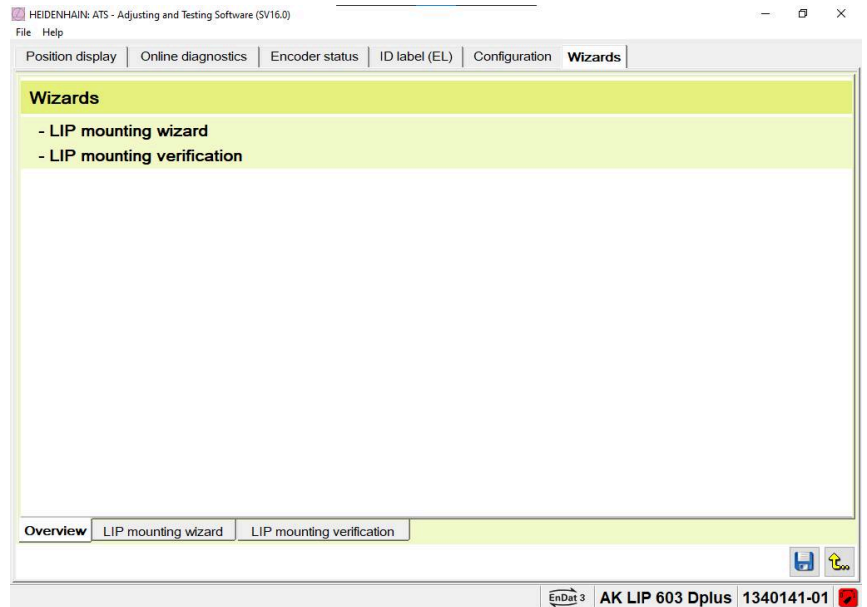 HEIDENHAIN: ATS - Adjusting and Testing Software (SV16.0)
File Help
Position display Online diagnostics Encoder status ID label (EL) Configuration Wizards
Wizards
- LIP mounting wizard
- LIP mounting verification
Overview LIP mounting wizard LIP mounting verification
EnDat 3 AK LIP 603 Dplus 1340141-01